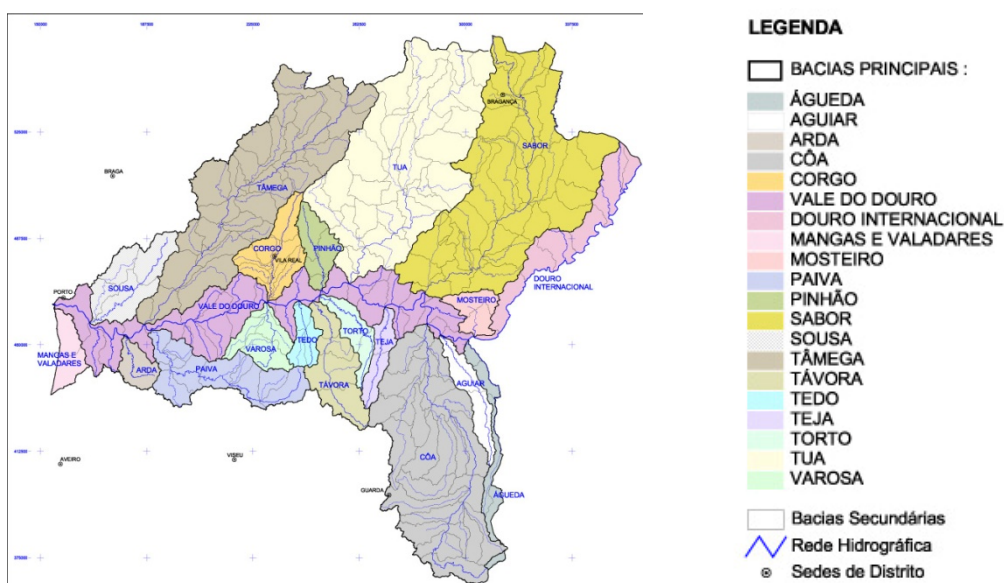 BRAGANÇA
SABOR
BRAGA
TUA
TÂMEGA
CORGO
VILA REAL
PINHÃO
DOURO
INTERNACIONAL
SOUSA
PORTO
VALE DO DOURO
MOSTEIRO
MANGAS E
VALADARES
ARDA
PAIVA
VAROSA
TEDO
TORTO
TEJA
TÁVORA
AGUIAR
AVEIRO
VISEU
CÔA
GUARDA
ÁGUEDA
LEGENDA
BACIAS PRINCIPAIS :
ÁGUEDA
AGUIAR
ARDA
CÔA
CORGO
VALE DO DOURO
DOURO INTERNACIONAL
MANGAS E VALADARES
MOSTEIRO
PAIVA
PINHÃO
SABOR
SOUSA
TÂMEGA
TÁVORA
TEDO
TEJA
TORTO
TUA
VAROSA
Bacias Secundárias
Rede Hidrográfica
Sedes de Distrito